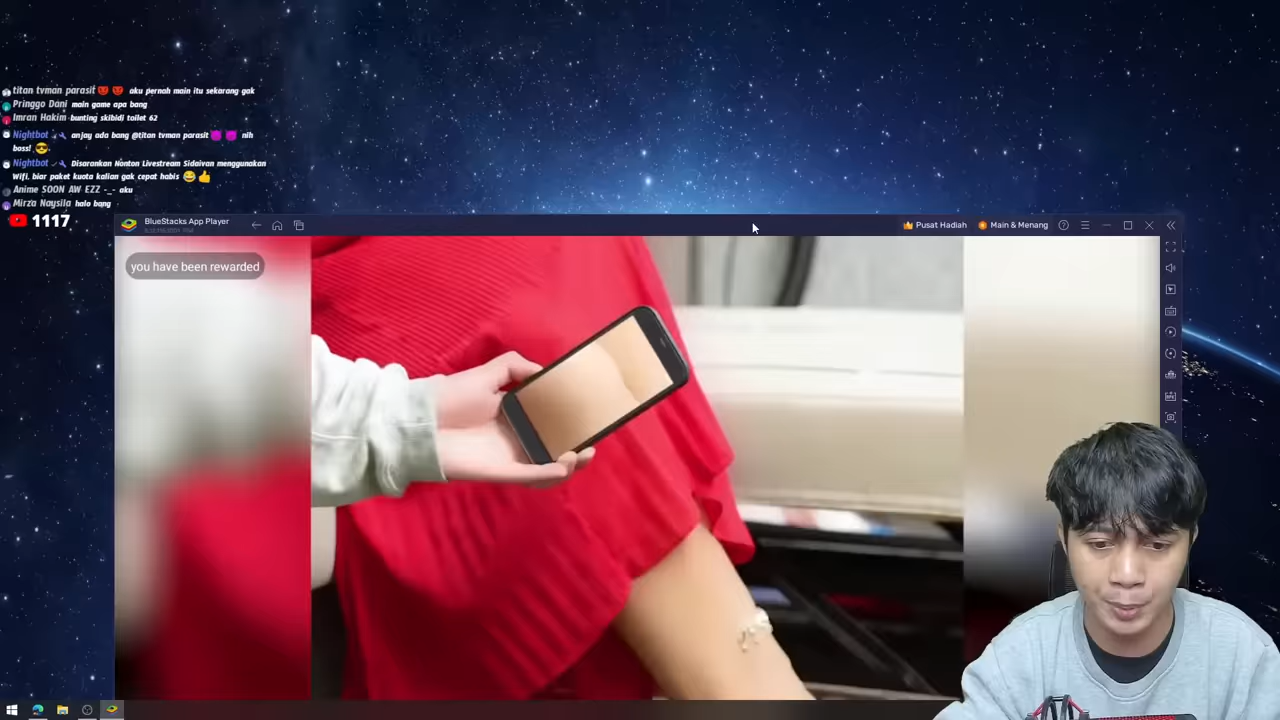 titan tvman parasit aku pernah main itu sekarang gak
Pringgo Dani main game apa bang
Imran Hakim bunting skibidi toilet 62
Nightbot anjay ada bang @titan tvman parasit 😈 😈 nih
boss! 😎
Nightbot Disarankan Nonton Livestream Sidaivan menggunakan
Wifi, biar paket kuota kalian gak cepat habis 😂👍
Anime SOON AW EZZ -_- aku
Mirza Naysila halo bang
1117
BlueStacks App Player
Pusat Hadiah
Main & Menang
you have been rewarded